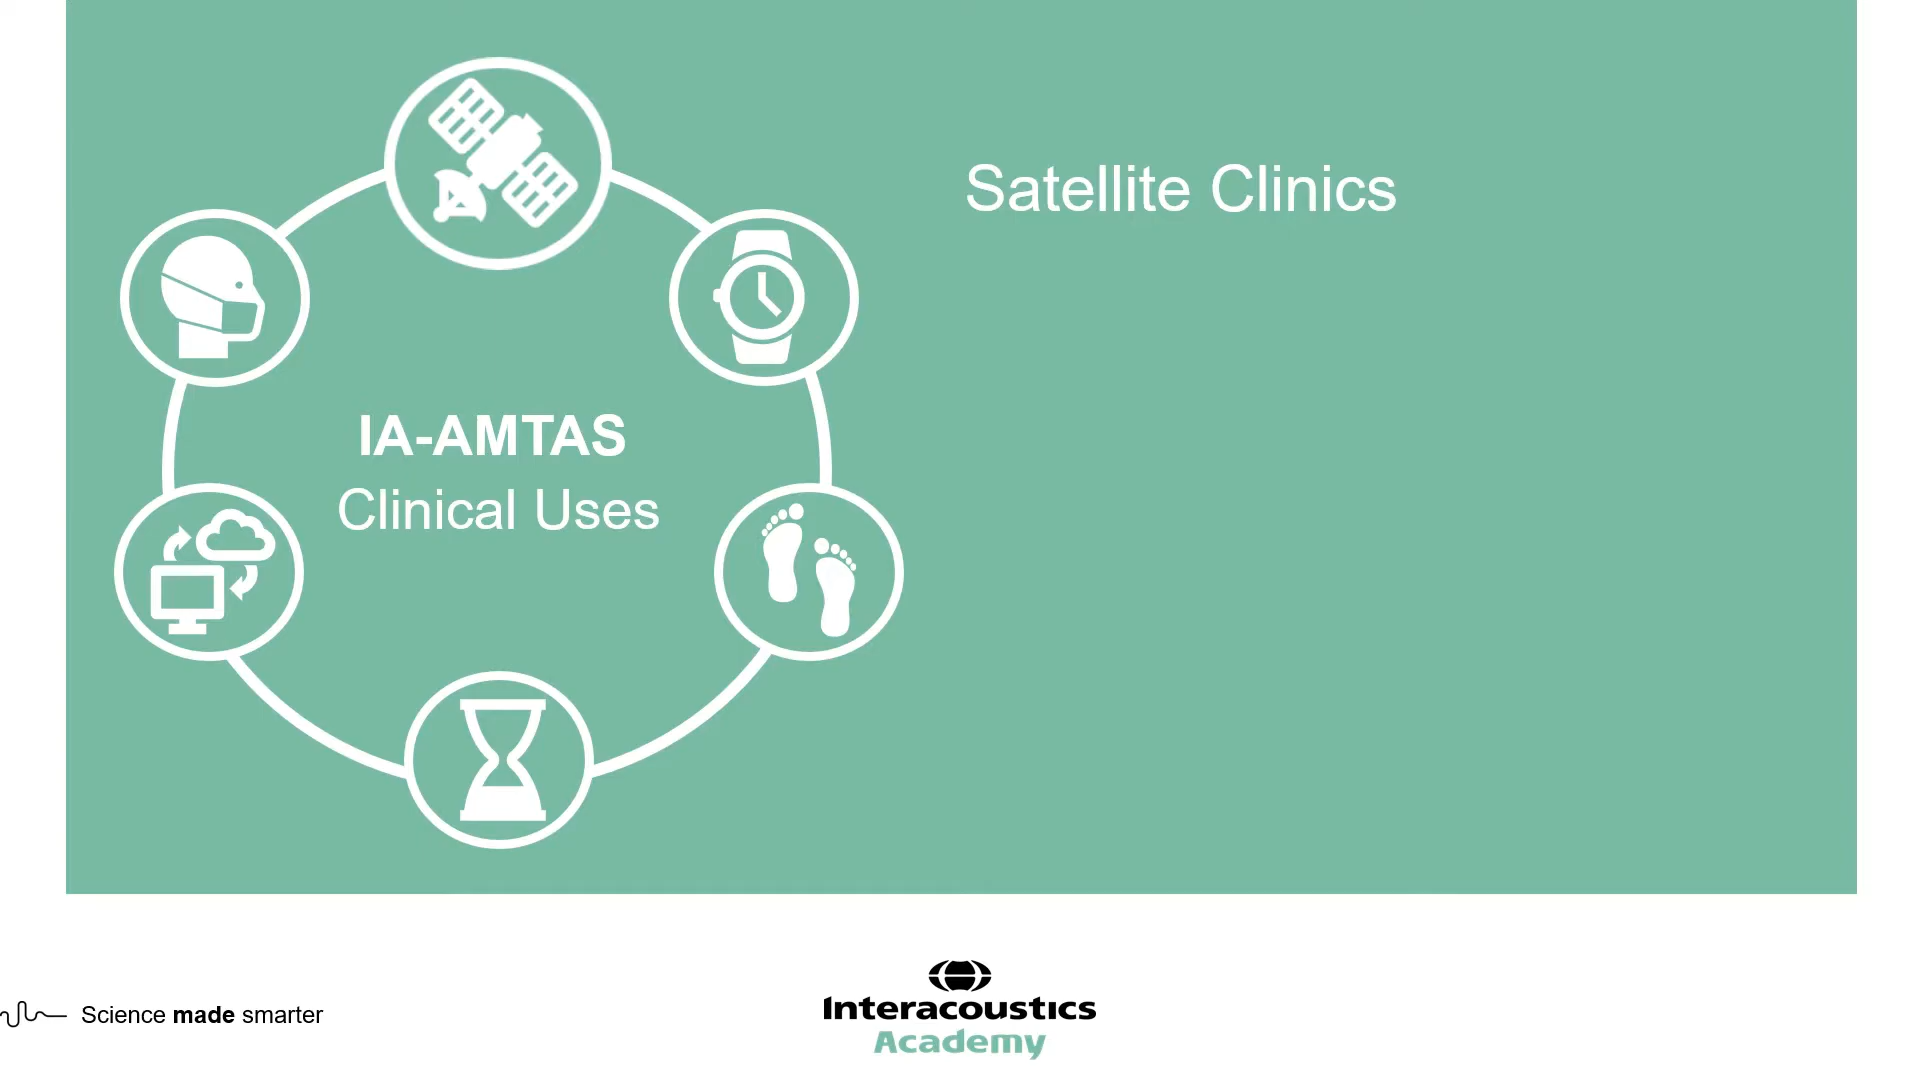 Satellite Clinics
IA-AMTAS
Clinical Uses
Science made smarter
Interacoustics
Academy